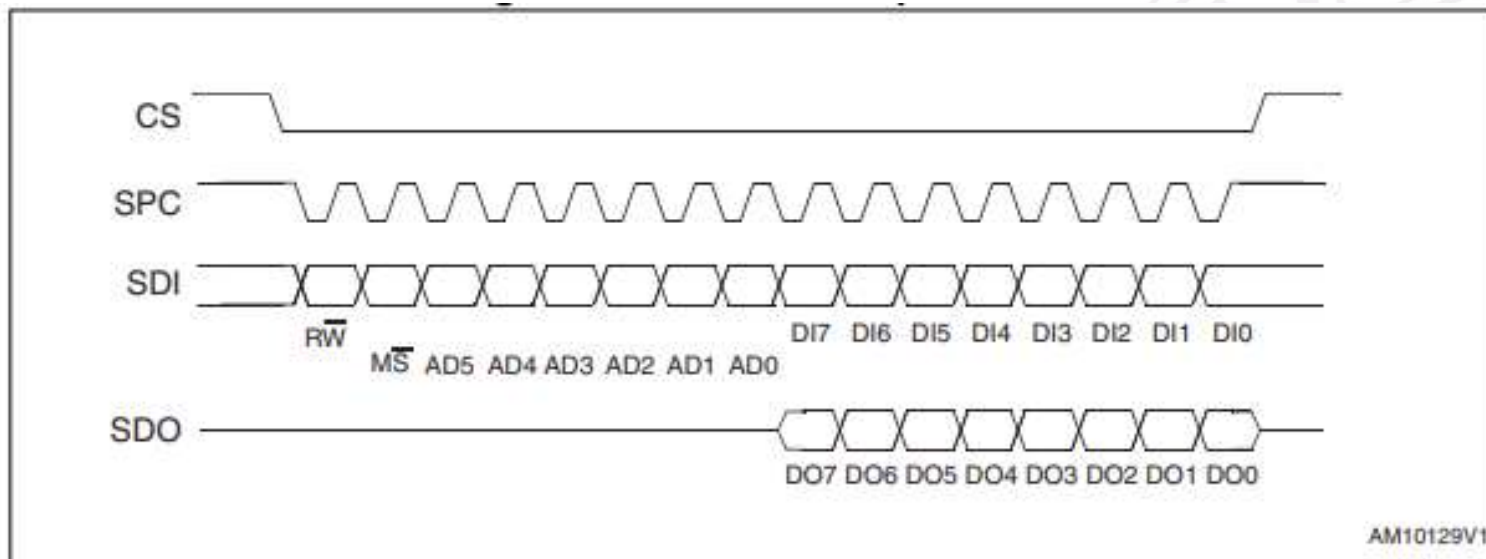 CS
SPC
SDI
RW̅ DI7 DI6 DI5 DI4 DI3 DI2 DI1 DI0
MS̅ AD5 AD4 AD3 AD2 AD1 AD0
SDO
DO7 DO6 DO5 DO4 DO3 DO2 DO1 DO0
AM10129V1